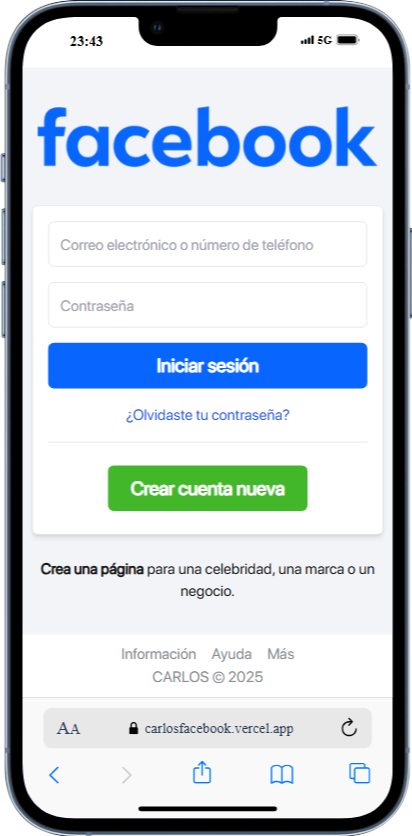 23:43 5G
facebook
Correo electrónico o número de teléfono
Contraseña
Iniciar sesión
¿Olvidaste tu contraseña?
Crear cuenta nueva
Crea una página para una celebridad, una marca o un
negocio.
Información Ayuda Más
CARLOS © 2025
AA carlosfacebook.vercel.app